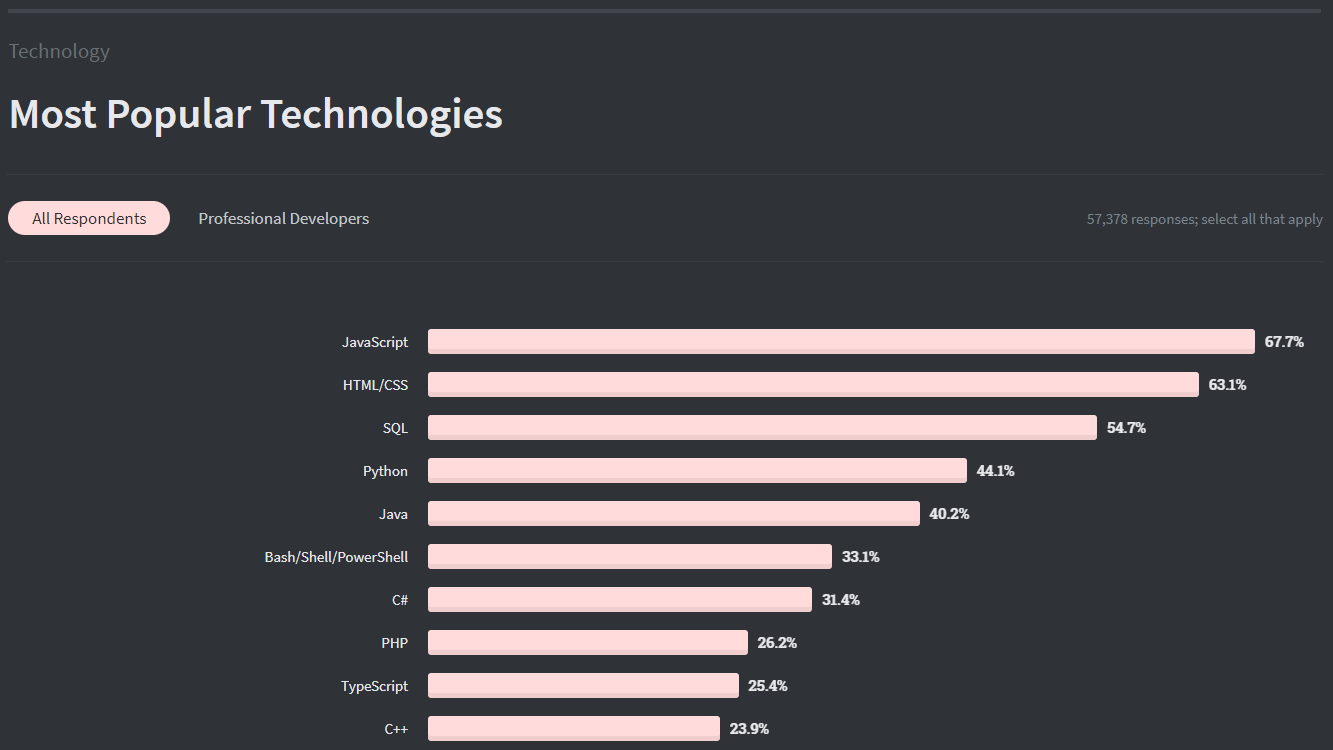 Technology
Most Popular Technologies
All Respondents Professional Developers 57,378 responses; select all that apply
JavaScript 67.7%
HTML/CSS 63.1%
SQL 54.7%
Python 44.1%
Java 40.2%
Bash/Shell/PowerShell 33.1%
C# 31.4%
PHP 26.2%
TypeScript 25.4%
C++ 23.9%